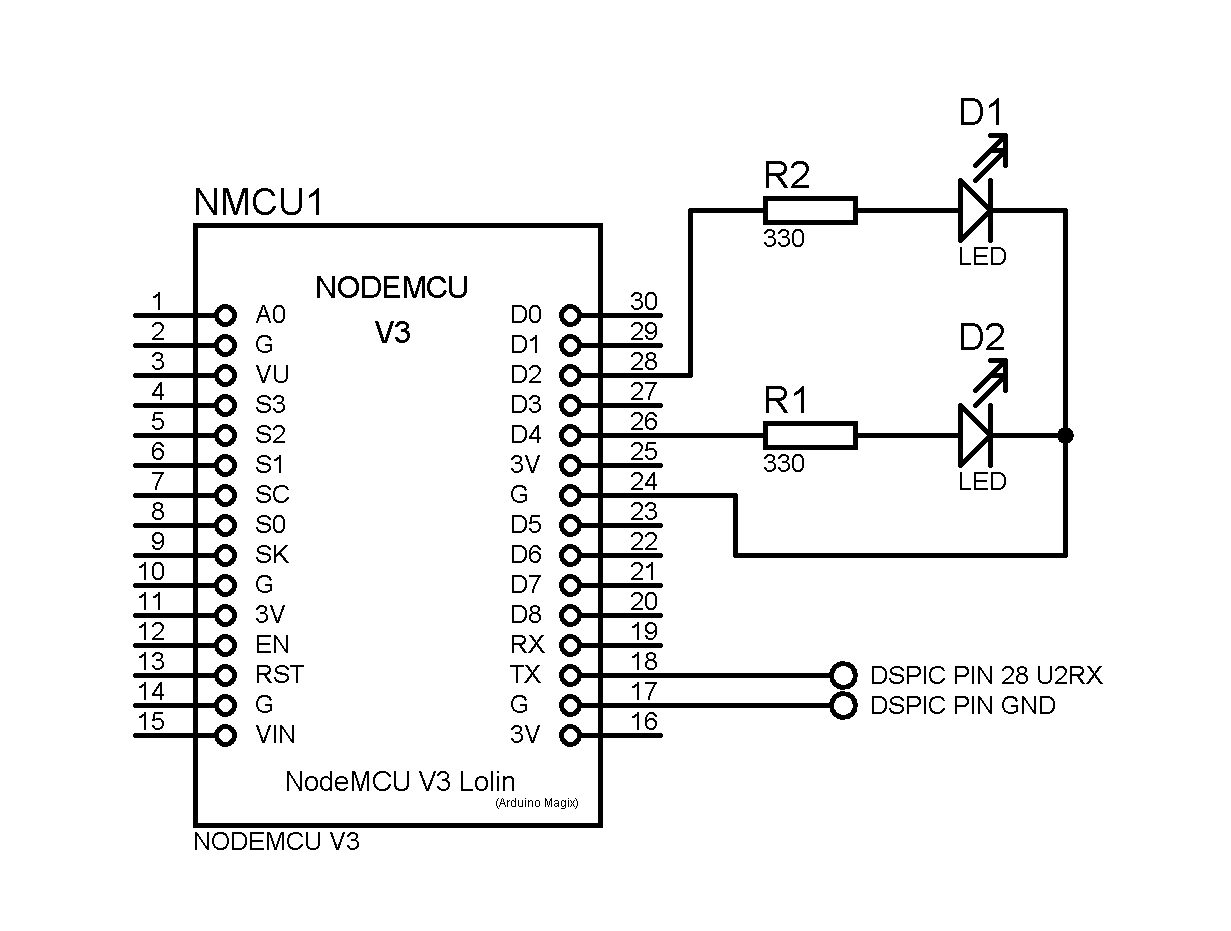 D1
R2
330
LED
NMCU1
NODEMCU
V3
1 A0 D0 30
2 G D1 29
3 VU D2 28
4 S3 D3 27
5 S2 D4 26
6 S1 3V 25
7 SC G 24
8 S0 D5 23
9 SK D6 22
10 G D7 21
11 3V D8 20
12 EN RX 19
13 RST TX 18
14 G G 17
15 VIN 3V 16
D2
R1
330
LED
DSPIC PIN 28 U2RX
DSPIC PIN GND
NodeMCU V3 Lolin
(Arduino Magix)
NODEMCU V3